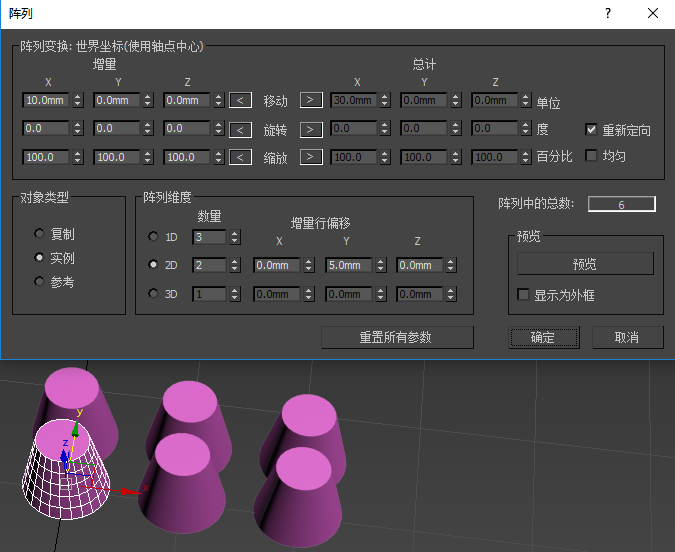 阵列
阵列变换: 世界坐标(使用轴点中心)
增量 总计
X Y Z X Y Z
10.0mm 0.0mm 0.0mm < 移动 > 30.0mm 0.0mm 0.0mm 单位
0.0 0.0 0.0 < 旋转 > 0.0 0.0 0.0 度 重新定向
100.0 100.0 100.0 < 缩放 > 100.0 100.0 100.0 百分比 均匀
对象类型
复制
实例
参考
阵列维度
数量 增量行偏移
X Y Z
1D 3
2D 2 0.0mm 5.0mm 0.0mm
3D 1 0.0mm 0.0mm 0.0mm
阵列中的总数: 6
预览
预览
显示为外框
重置所有参数 确定 取消
y
z
x